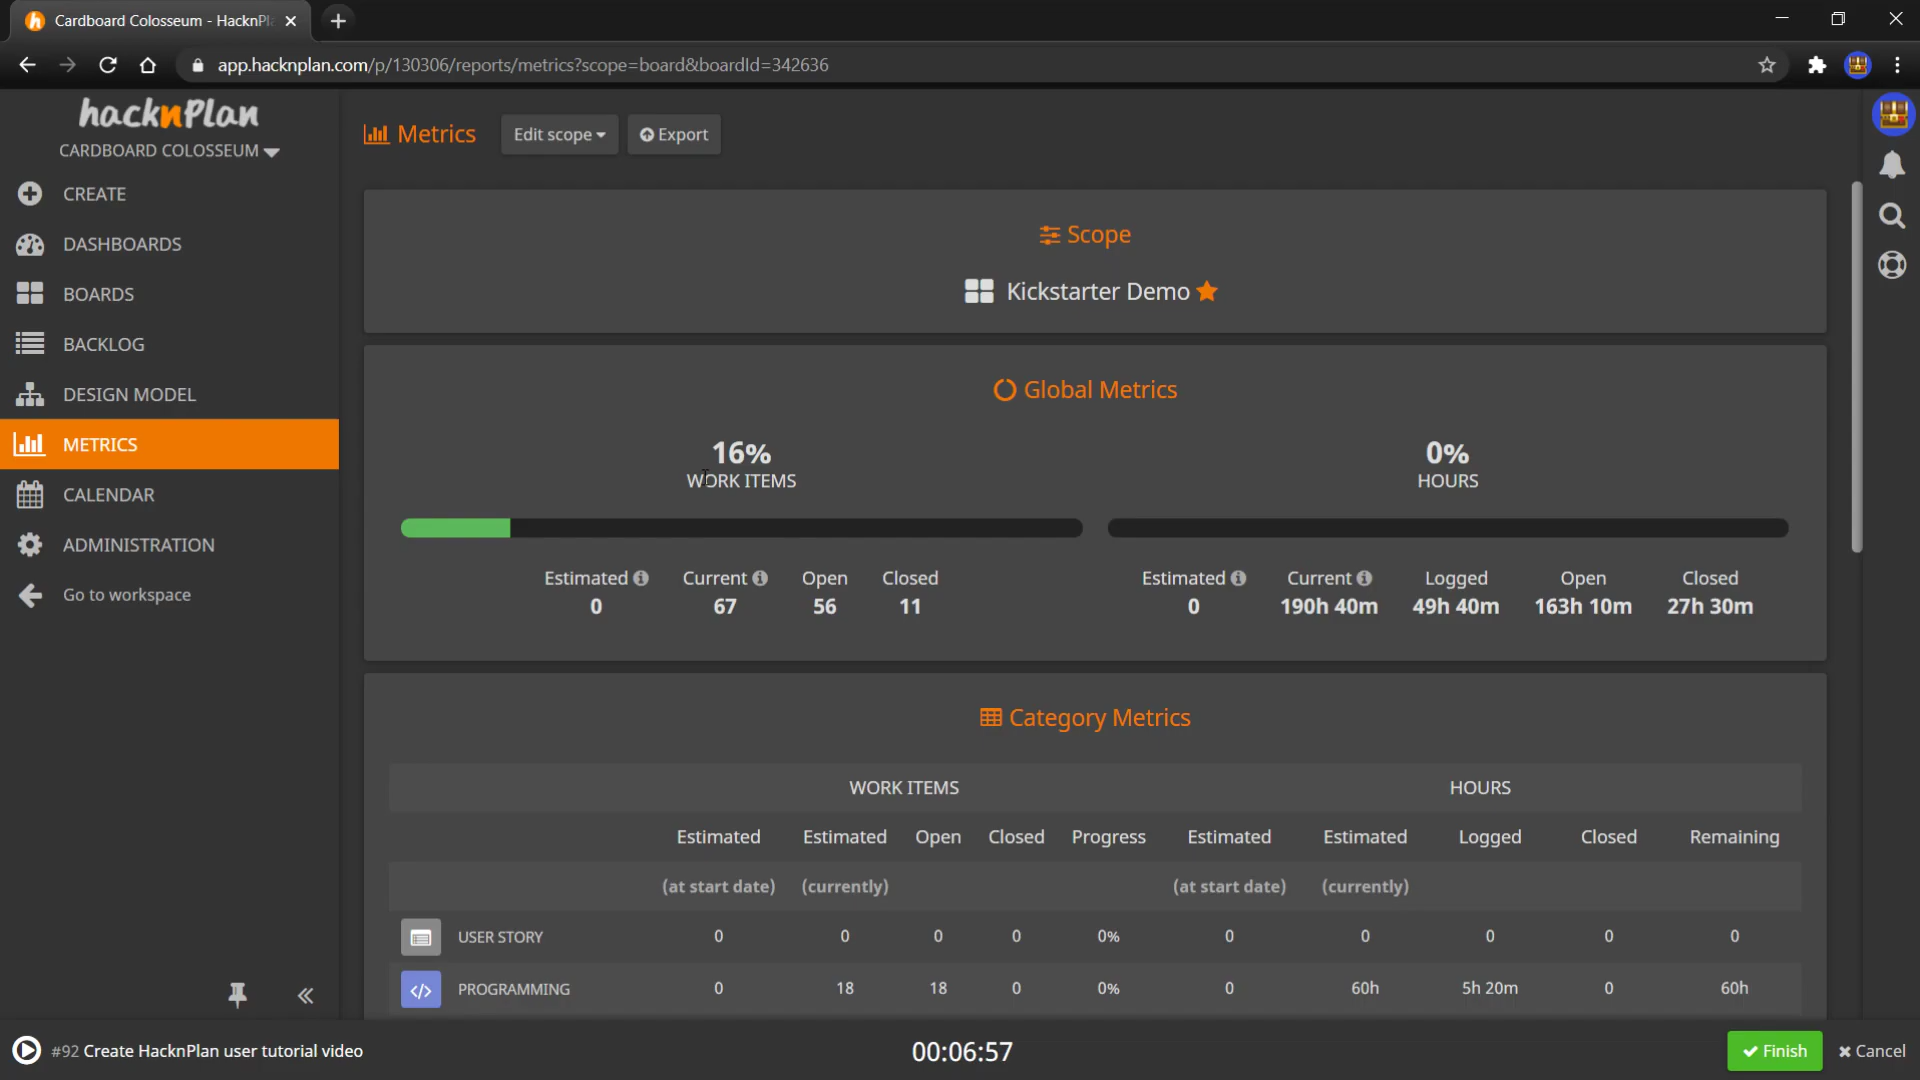 Cardboard Colosseum - HacknPla
app.hacknplan.com/p/130306/reports/metrics?scope=board&boardId=342636
hacknPlan
CARDBOARD COLOSSEUM
CREATE
DASHBOARDS
BOARDS
BACKLOG
DESIGN MODEL
METRICS
CALENDAR
ADMINISTRATION
Go to workspace
Metrics Edit scope Export
Scope
Kickstarter Demo
Global Metrics
16% 0%
WORK ITEMS HOURS
Estimated Current Open Closed Estimated Current Logged Open Closed
0 67 56 11 0 190h 40m 49h 40m 163h 10m 27h 30m
Category Metrics
WORK ITEMS HOURS
Estimated Estimated Open Closed Progress Estimated Estimated Logged Closed Remaining
(at start date) (currently) (at start date) (currently)
USER STORY 0 0 0 0 0% 0 0 0 0 0
PROGRAMMING 0 18 18 0 0% 0 60h 5h 20m 0 60h
#92 Create HacknPlan user tutorial video 00:06:57 Finish Cancel